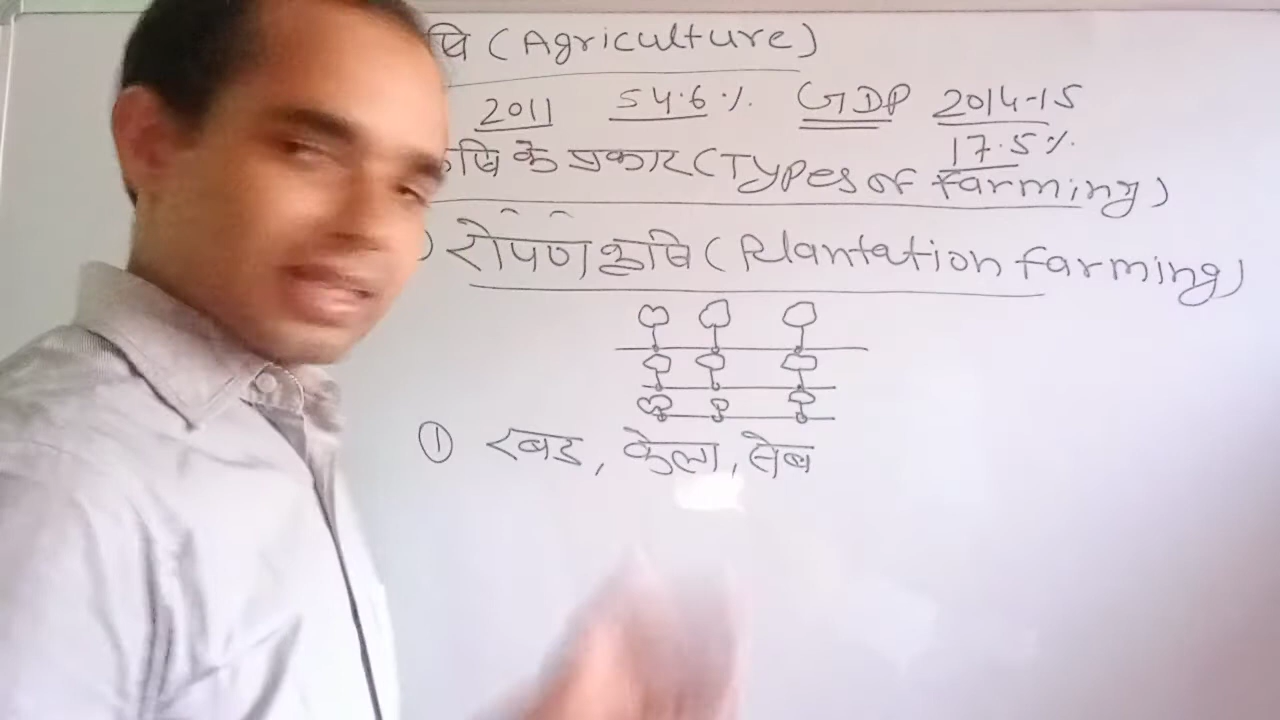 षि (Agriculture)
2011 54.6% GDP 2014-15
17.5%
षि के प्रकार (Types of farming)
) रोपण कृषि (Plantation farming)
① रबड, केला, सेब